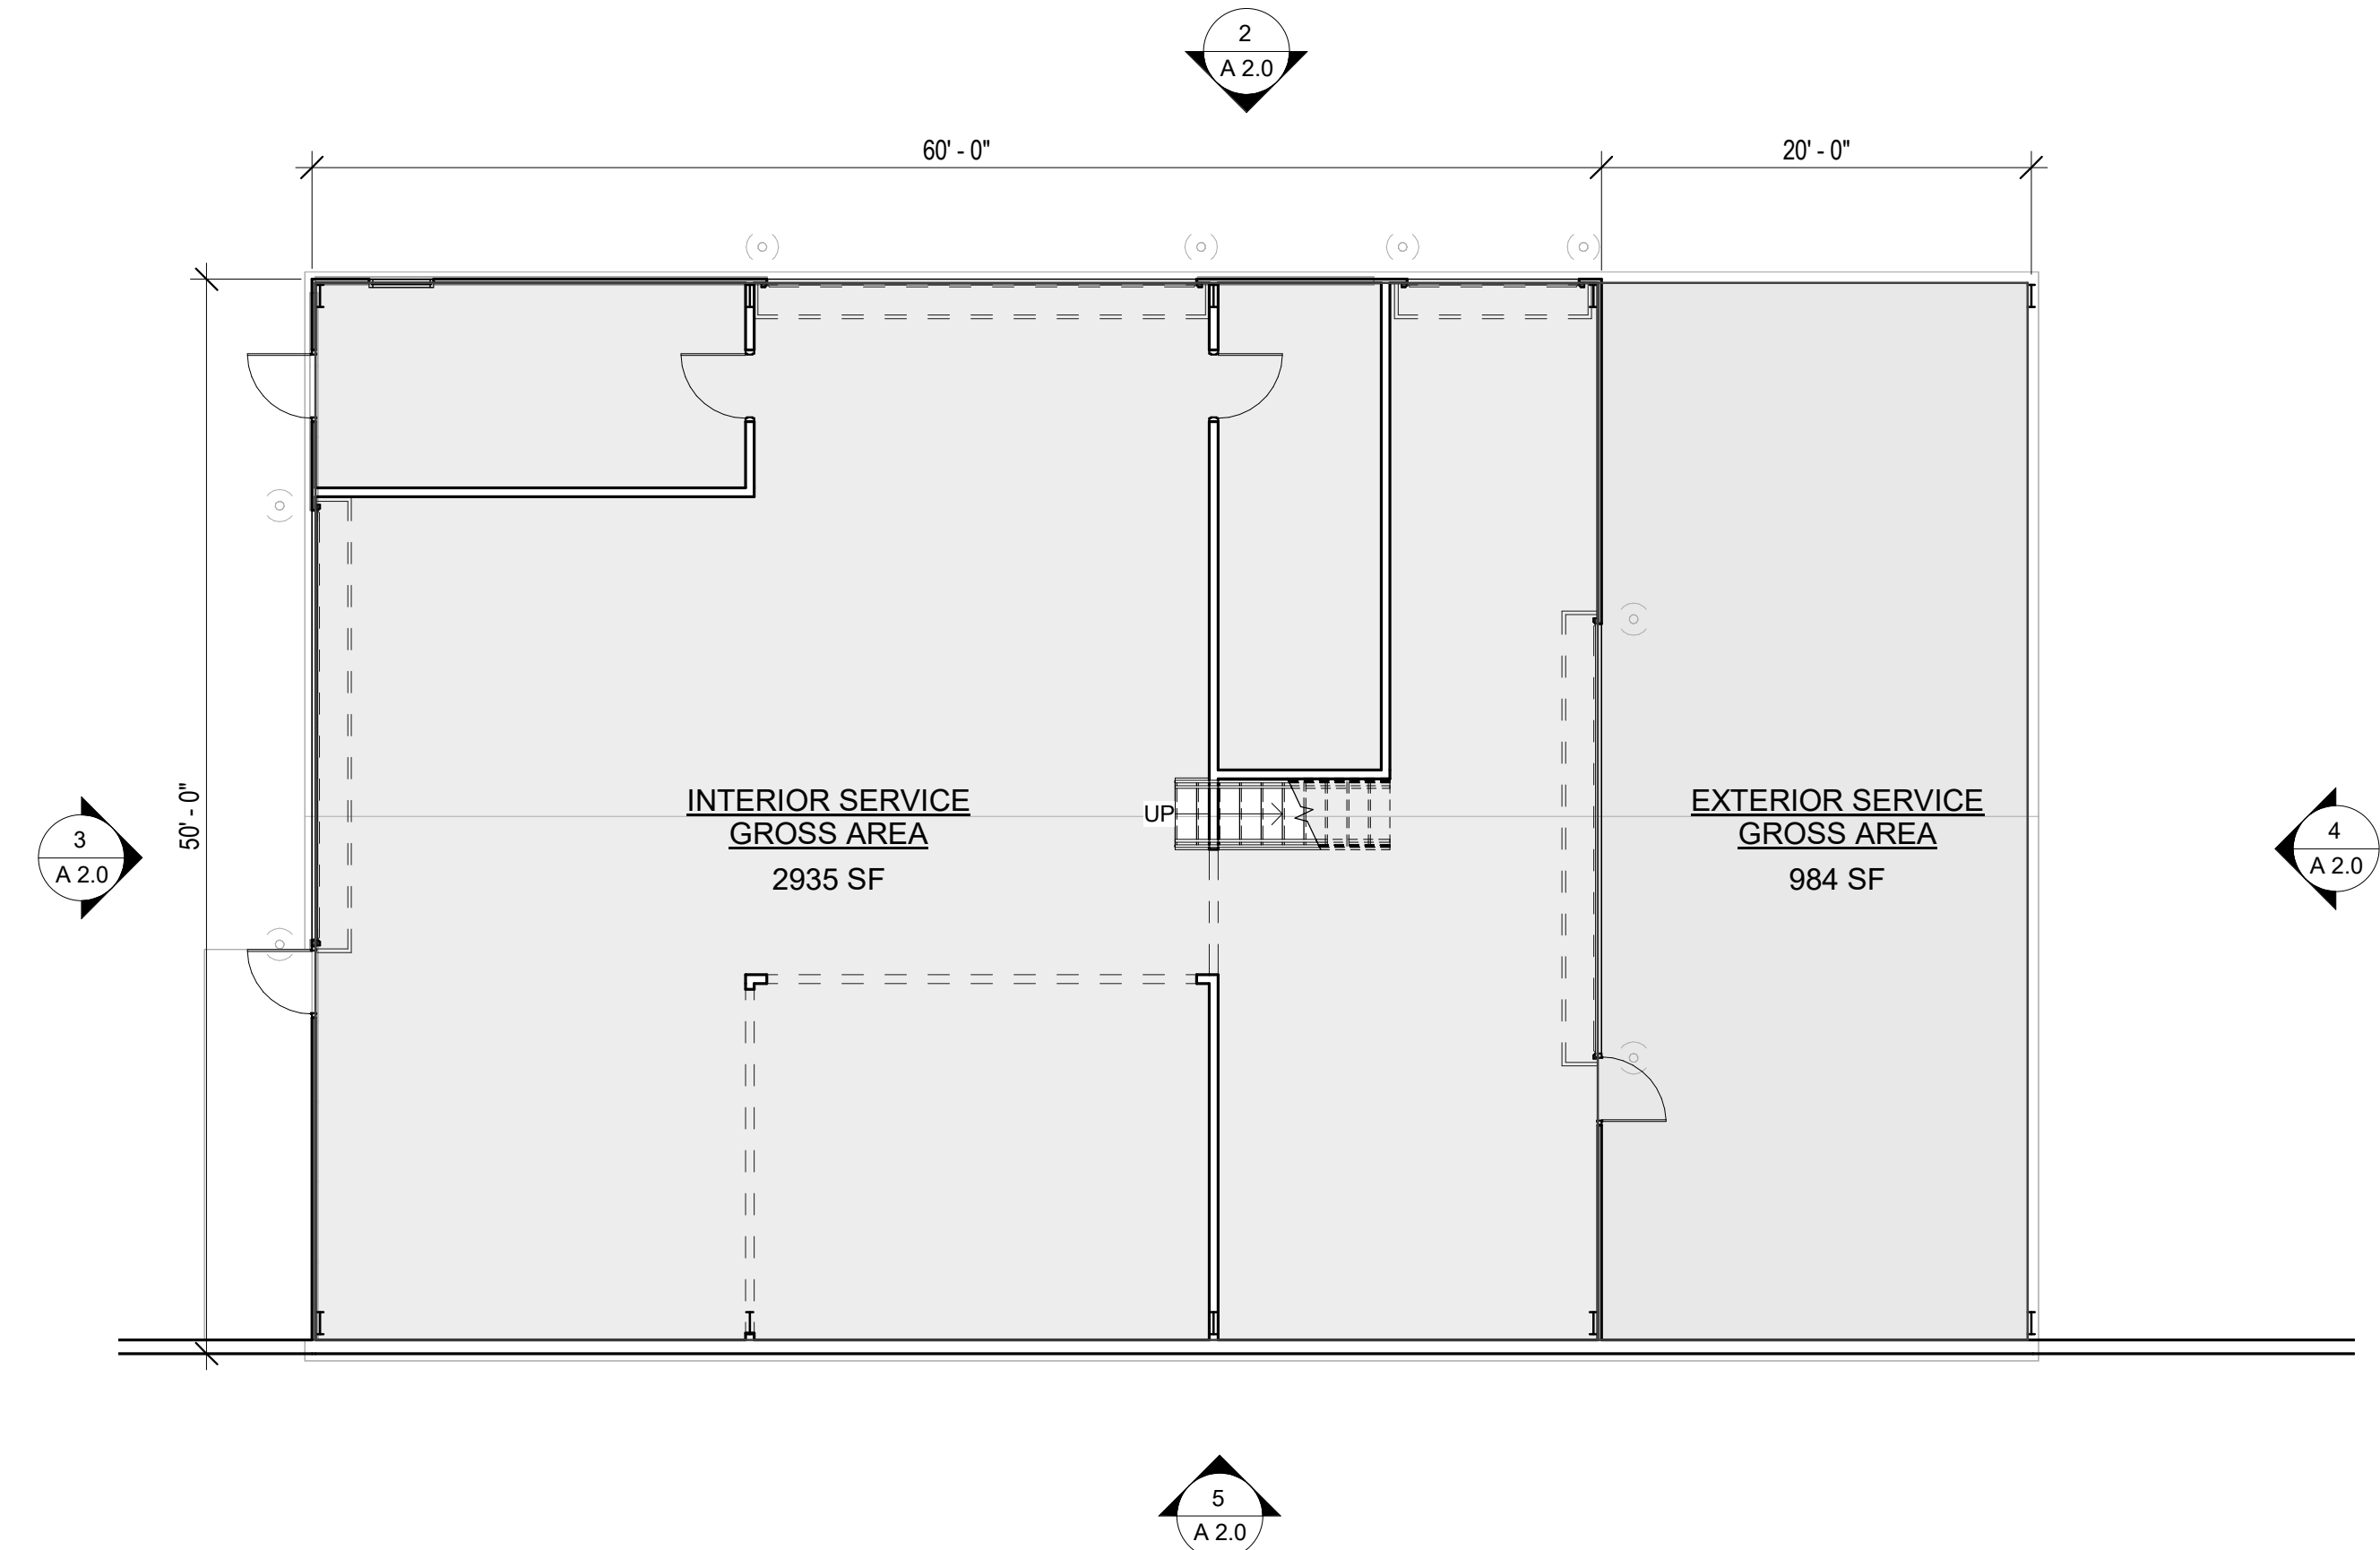 2
A 2.0
60' - 0"
20' - 0"
50' - 0"
INTERIOR SERVICE
GROSS AREA
2935 SF
UP
EXTERIOR SERVICE
GROSS AREA
984 SF
3
A 2.0
4
A 2.0
5
A 2.0